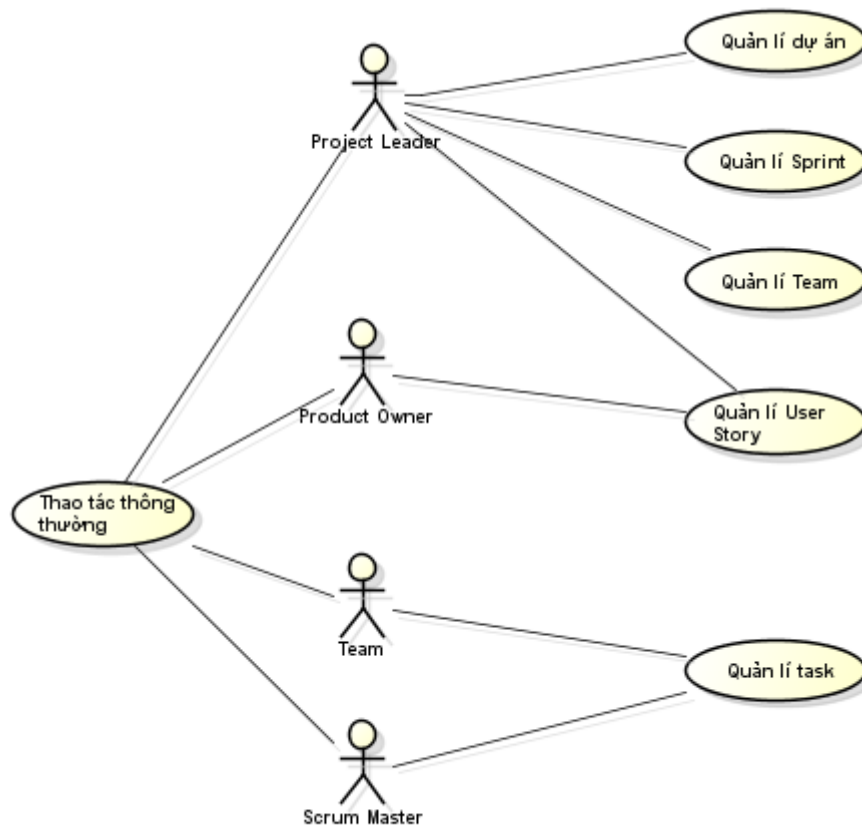 Quản lí dự án
Project Leader
Quản lí Sprint
Quản lí Team
Product Owner
Quản lí User
Story
Thao tác thông
thường
Team
Quản lí task
Scrum Master